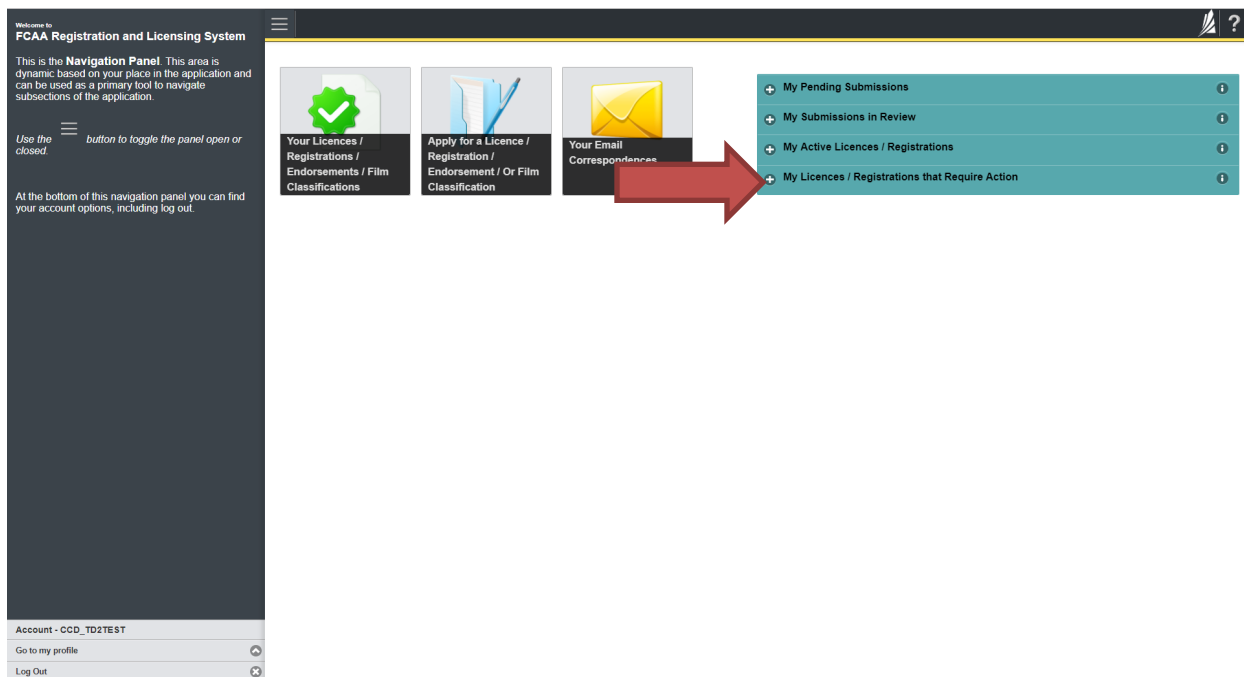 Welcome to
FCAA Registration and Licensing System
This is the Navigation Panel. This area is
dynamic based on your place in the application and
can be used as a primary tool to navigate
subsections of the application.
Use the button to toggle the panel open or
closed.
At the bottom of this navigation panel you can find
your account options, including log out.
Account - CCD_TD2TEST
Go to my profile
Log Out
?
Your Licences /
Registrations /
Endorsements / Film
Classifications
Apply for a Licence /
Registration /
Endorsement / Or Film
Classification
Your Email
Correspondences
My Pending Submissions
My Submissions in Review
My Active Licences / Registrations
My Licences / Registrations that Require Action